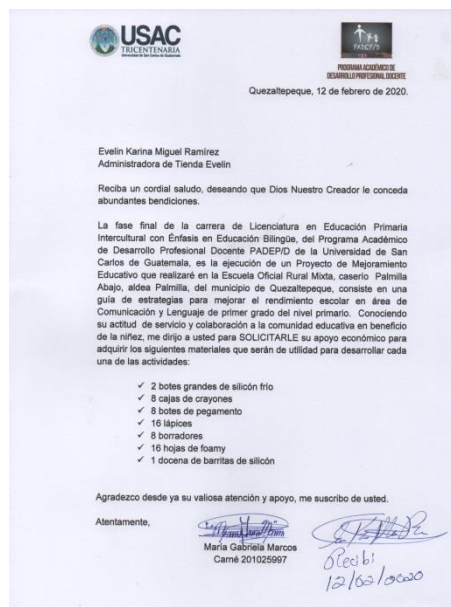 USAC
TRICENTENARIA
Universidad de San Carlos de Guatemala
PADEP/D
PROGRAMA ACADÉMICO DE
DESARROLLO PROFESIONAL DOCENTE
Quezaltepeque, 12 de febrero de 2020.
Evelin Karina Miguel Ramírez
Administradora de Tienda Evelin
Reciba un cordial saludo, deseando que Dios Nuestro Creador le conceda
abundantes bendiciones.
La fase final de la carrera de Licenciatura en Educación Primaria
Intercultural con Énfasis en Educación Bilingüe, del Programa Académico
de Desarrollo Profesional Docente PADEP/D de la Universidad de San
Carlos de Guatemala, es la ejecución de un Proyecto de Mejoramiento
Educativo que realizaré en la Escuela Oficial Rural Mixta, caserío Palmilla
Abajo, aldea Palmilla, del municipio de Quezaltepeque, consiste en una
guía de estrategias para mejorar el rendimiento escolar en área de
Comunicación y Lenguaje de primer grado del nivel primario. Conociendo
su actitud de servicio y colaboración a la comunidad educativa en beneficio
de la niñez, me dirijo a usted para SOLICITARLE su apoyo económico para
adquirir los siguientes materiales que serán de utilidad para desarrollar cada
una de las actividades:
✓ 2 botes grandes de silicón frío
✓ 8 cajas de crayones
✓ 8 botes de pegamento
✓ 16 lápices
✓ 8 borradores
✓ 16 hojas de foamy
✓ 1 docena de barritas de silicón
Agradezco desde ya su valiosa atención y apoyo, me suscribo de usted.
Atentamente,
María Gabriela Marcos
Carné 201025997
Recibi
12/02/2020